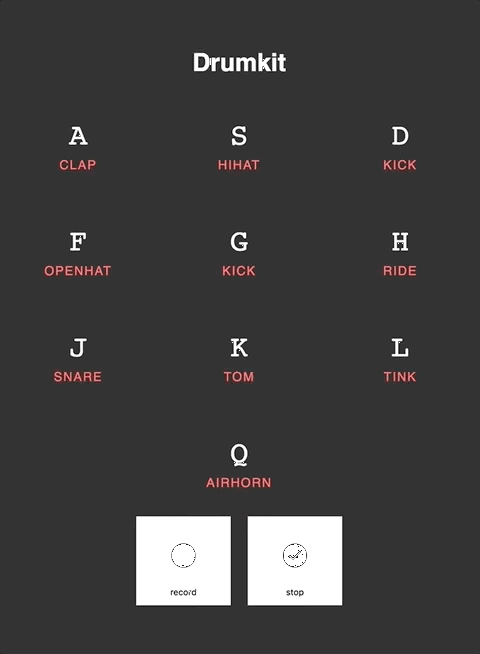 Drumkit
A S D
CLAP HIHAT KICK
F G H
OPENHAT KICK RIDE
J K L
SNARE TOM TINK
Q
AIRHORN
record stop